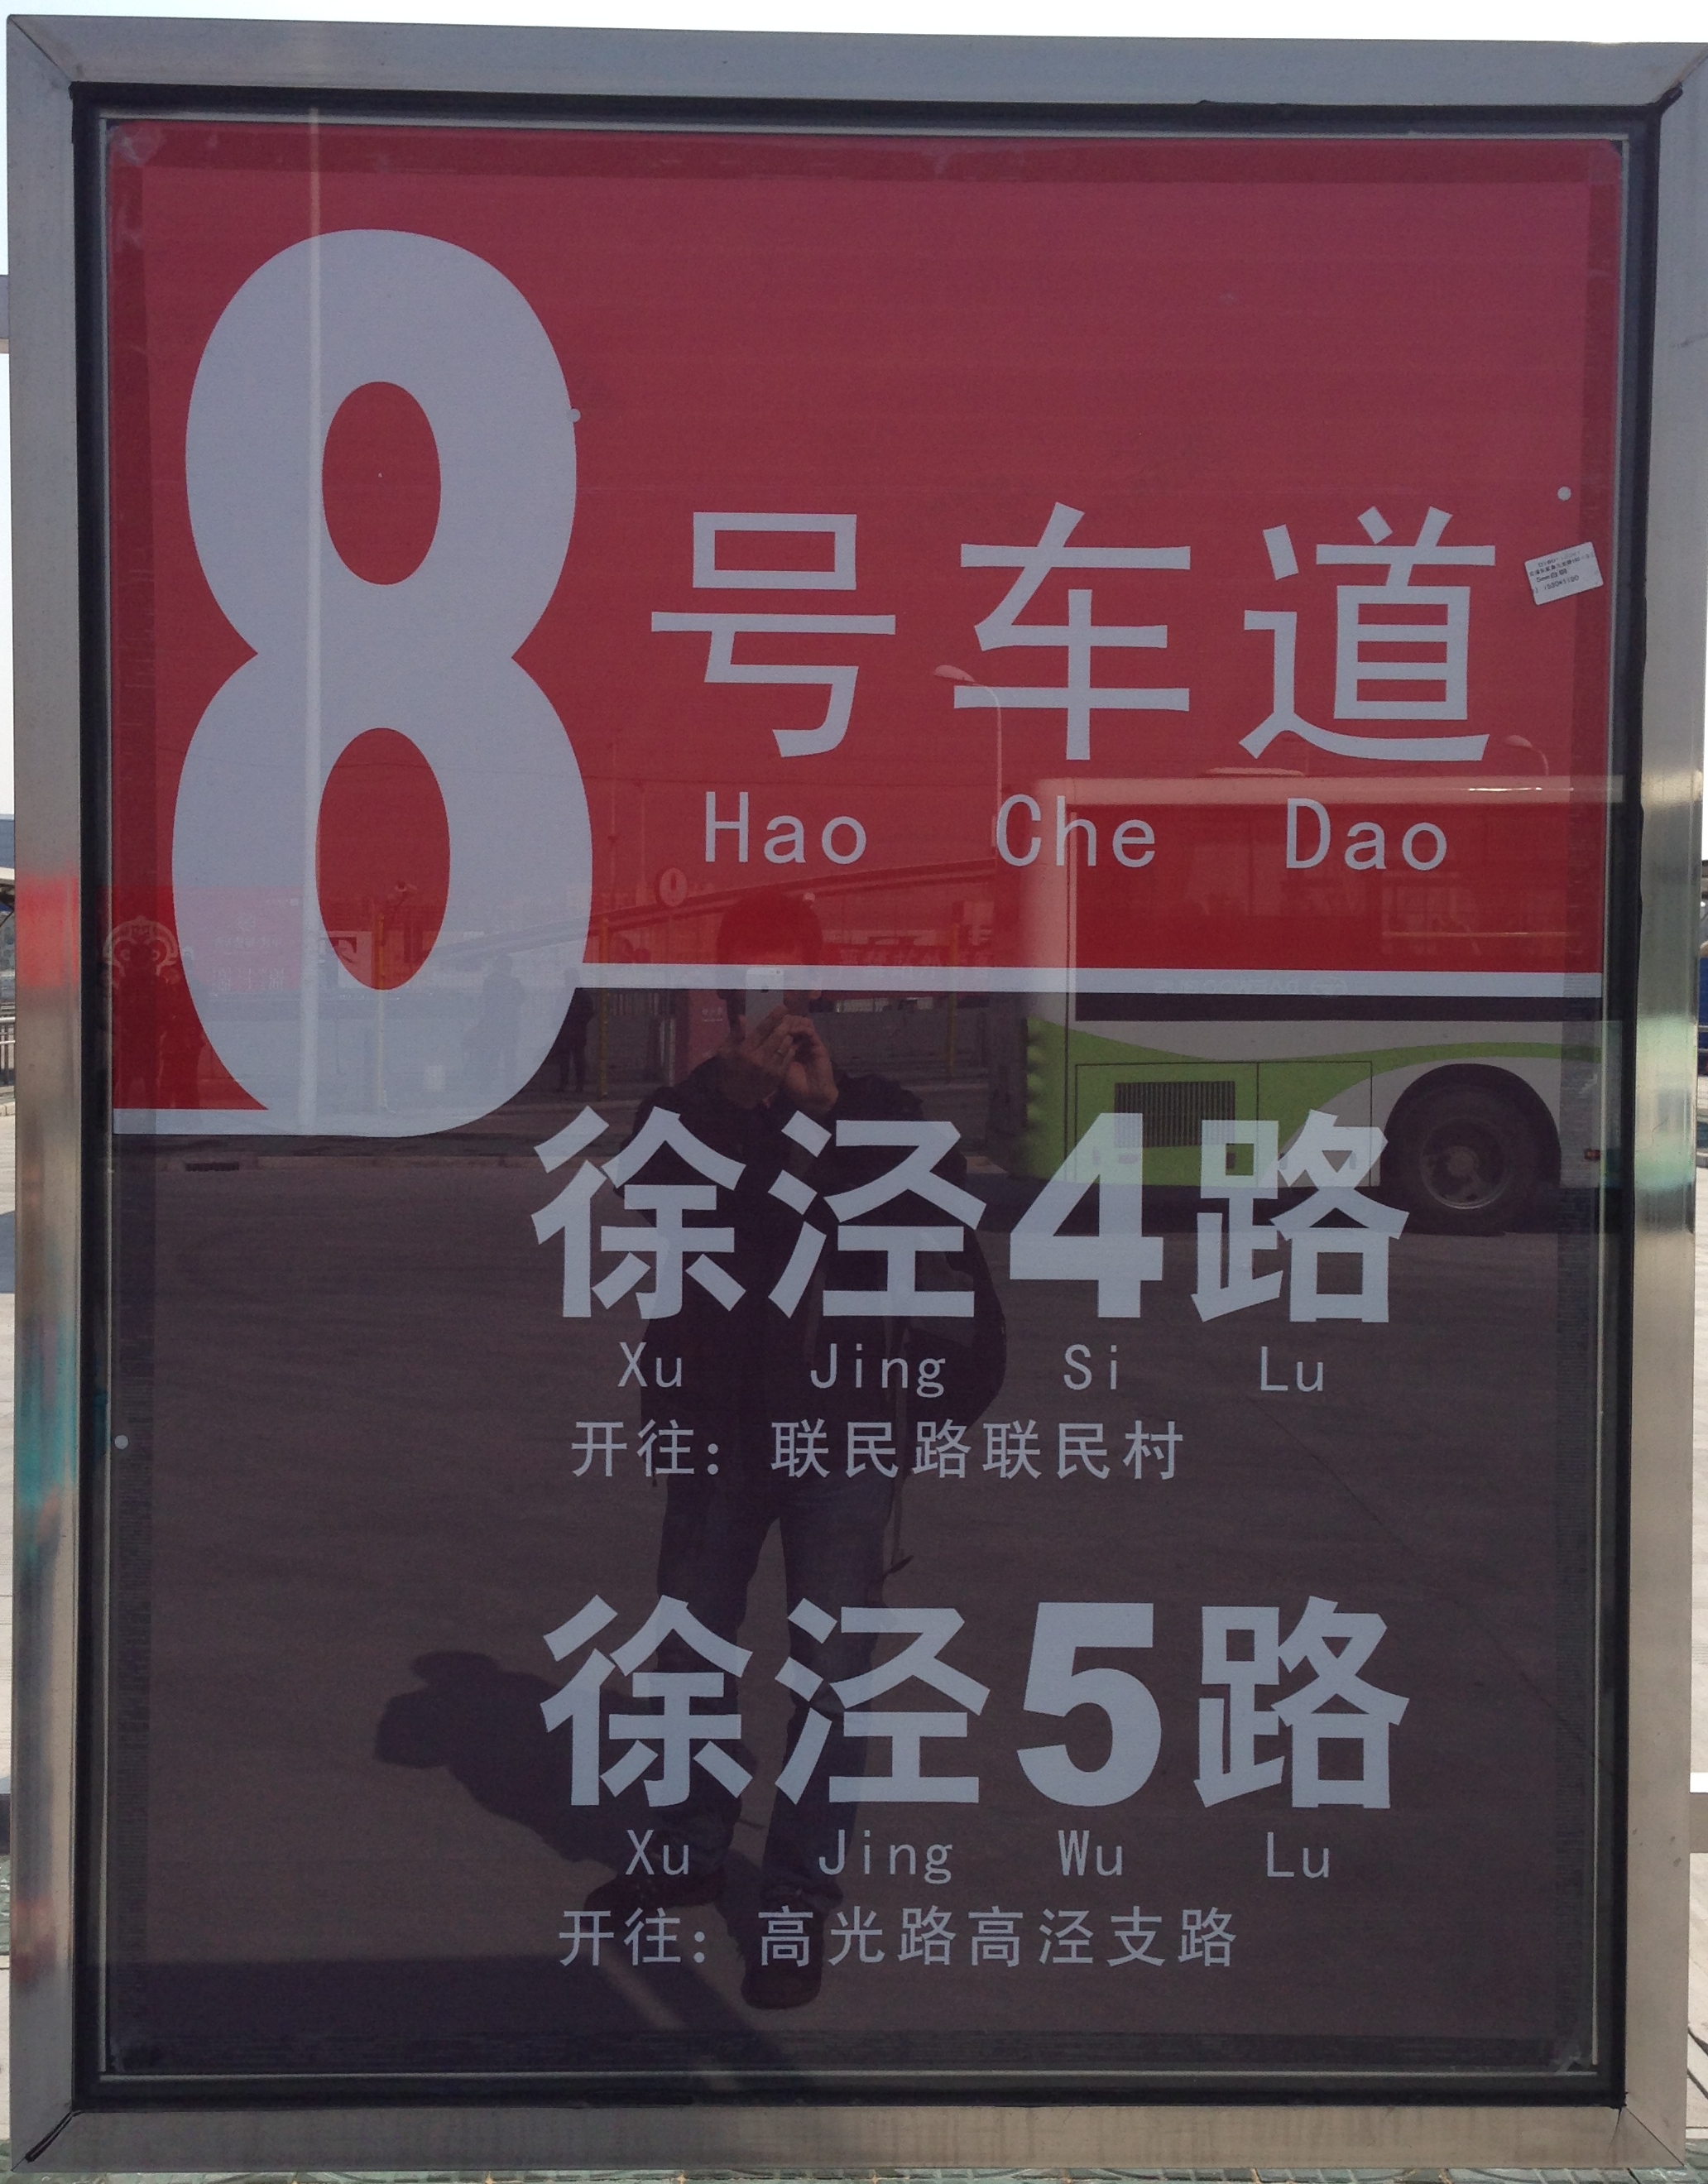 8号车道
Hao Che Dao
徐泾4路
Xu Jing Si Lu
开往：联民路联民村
徐泾5路
Xu Jing Wu Lu
开往：高光路高泾支路